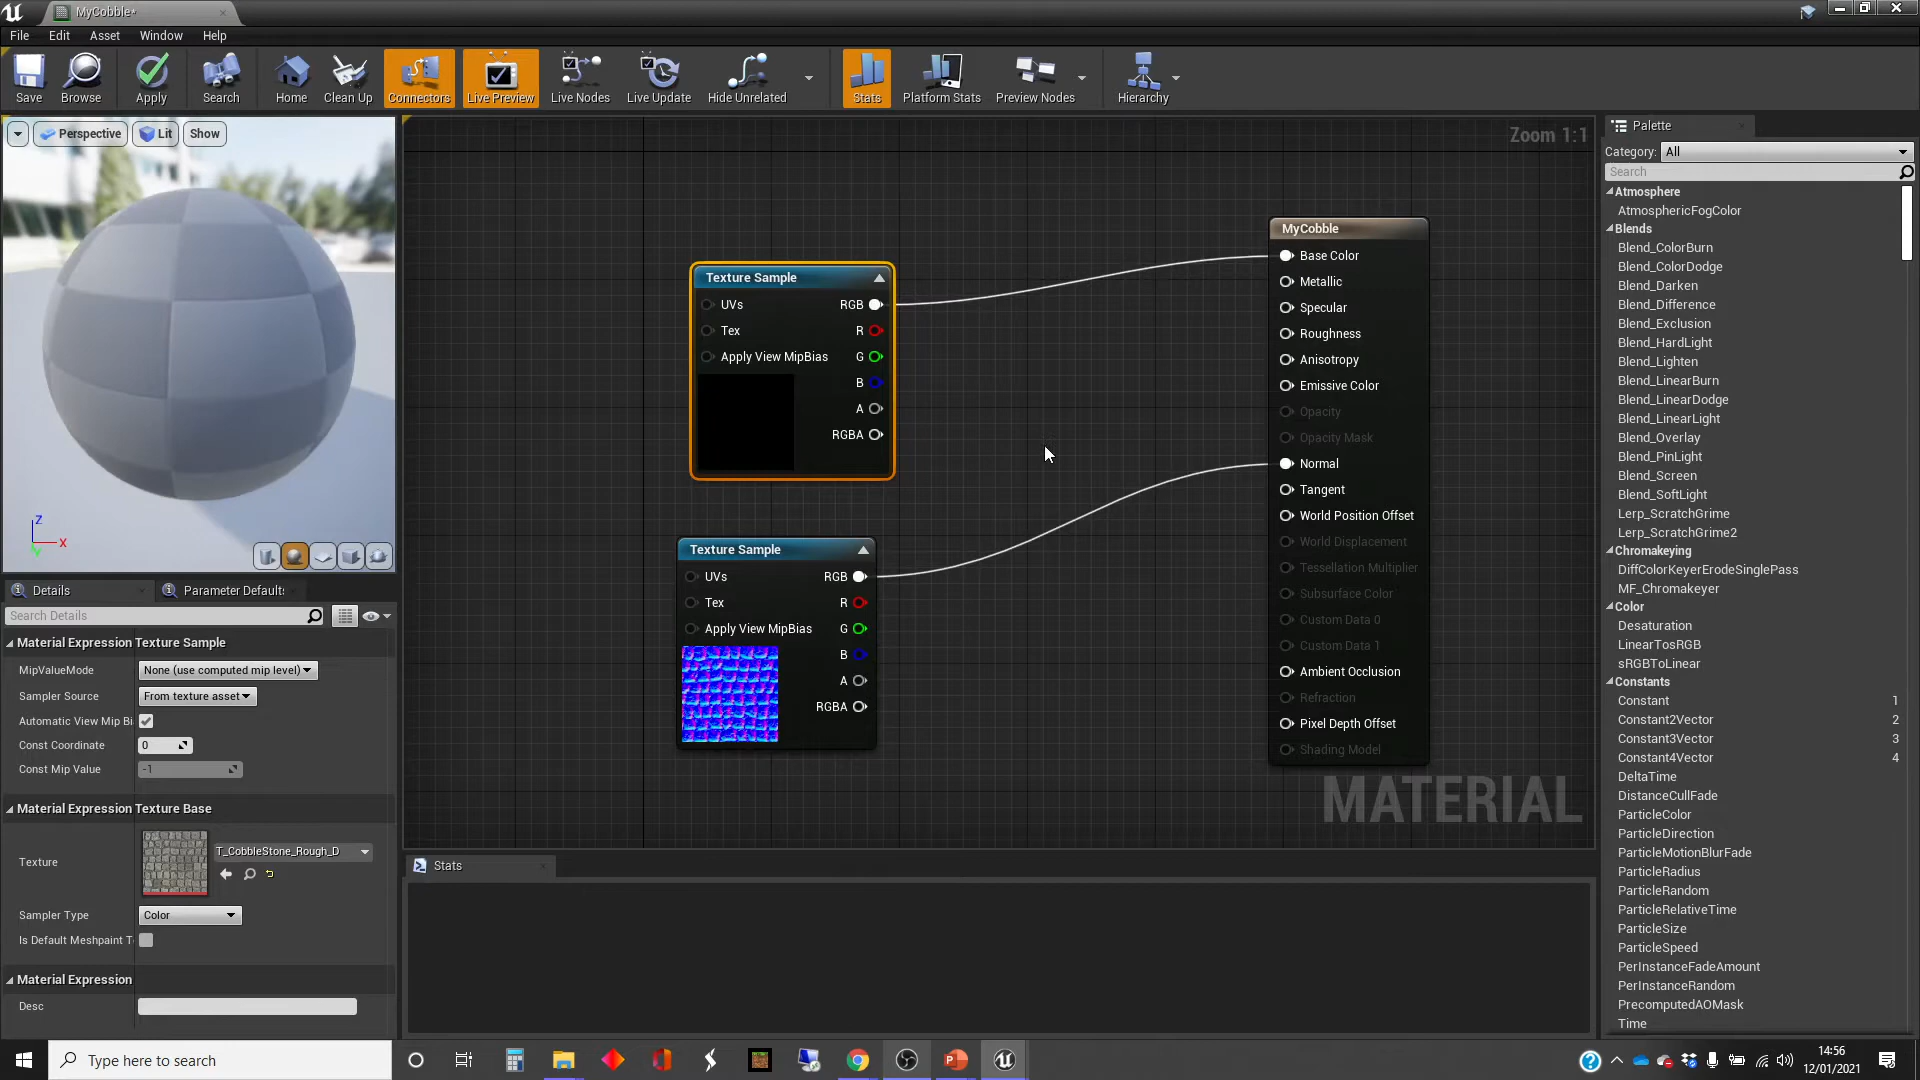 MyCobble*
File Edit Asset Window Help
Save Browse Apply Search Home Clean Up Connectors Live Preview Live Nodes Live Update Hide Unrelated Stats Platform Stats Preview Nodes Hierarchy
Perspective Lit Show
Z
X
Y
Zoom 1:1
Texture Sample
UVs RGB
Tex R
Apply View MipBias G
B
A
RGBA
Texture Sample
UVs RGB
Tex R
Apply View MipBias G
B
A
RGBA
MyCobble
Base Color
Metallic
Specular
Roughness
Anisotropy
Emissive Color
Opacity
Opacity Mask
Normal
Tangent
World Position Offset
World Displacement
Tessellation Multiplier
Subsurface Color
Custom Data 0
Custom Data 1
Ambient Occlusion
Refraction
Pixel Depth Offset
Shading Model
MATERIAL
Stats
Details Parameter Default
Search Details
Material Expression Texture Sample
MipValueMode None (use computed mip level)
Sampler Source From texture asset
Automatic View Mip Bi
Const Coordinate 0
Const Mip Value -1
Material Expression Texture Base
Texture T_CobbleStone_Rough_D
Sampler Type Color
Is Default Meshpaint T
Material Expression
Desc
Palette
Category: All
Search
Atmosphere
AtmosphericFogColor
Blends
Blend_ColorBurn
Blend_ColorDodge
Blend_Darken
Blend_Difference
Blend_Exclusion
Blend_HardLight
Blend_Lighten
Blend_LinearBurn
Blend_LinearDodge
Blend_LinearLight
Blend_Overlay
Blend_PinLight
Blend_Screen
Blend_SoftLight
Lerp_ScratchGrime
Lerp_ScratchGrime2
Chromakeying
DiffColorKeyerErodeSinglePass
MF_Chromakeyer
Color
Desaturation
LinearTosRGB
sRGBToLinear
Constants
Constant 1
Constant2Vector 2
Constant3Vector 3
Constant4Vector 4
DeltaTime
DistanceCullFade
ParticleColor
ParticleDirection
ParticleMotionBlurFade
ParticleRadius
ParticleRandom
ParticleRelativeTime
ParticleSize
ParticleSpeed
PerInstanceFadeAmount
PerInstanceRandom
PrecomputedAOMask
Time
Type here to search
14:56
12/01/2021